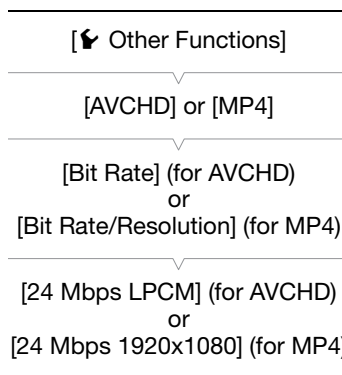 [ Other Functions]
[AVCHD] or [MP4]
[Bit Rate] (for AVCHD)
or
[Bit Rate/Resolution] (for MP4)
[24 Mbps LPCM] (for AVCHD)
or
[24 Mbps 1920x1080] (for MP4)